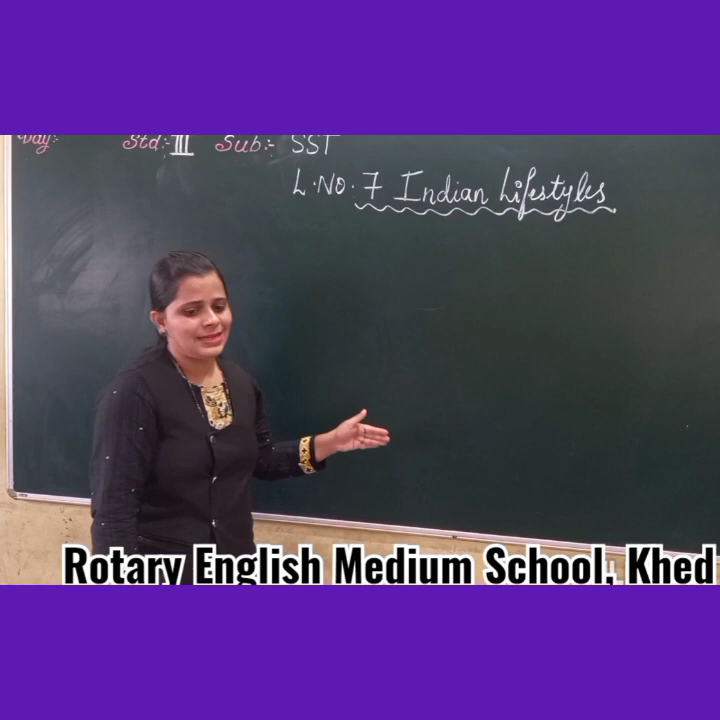 Day:- Std:- III Sub:- SST
L.No. 7 Indian Lifestyles
Rotary English Medium School, Khed